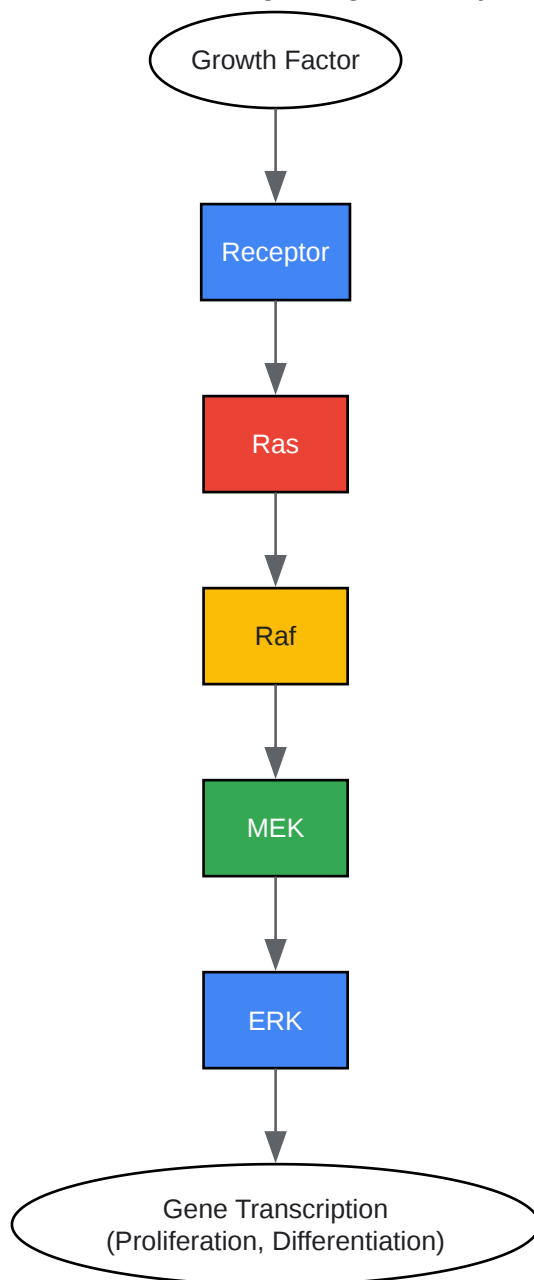 Growth Factor
Receptor
Ras
Raf
MEK
ERK
Gene Transcription
(Proliferation, Differentiation)